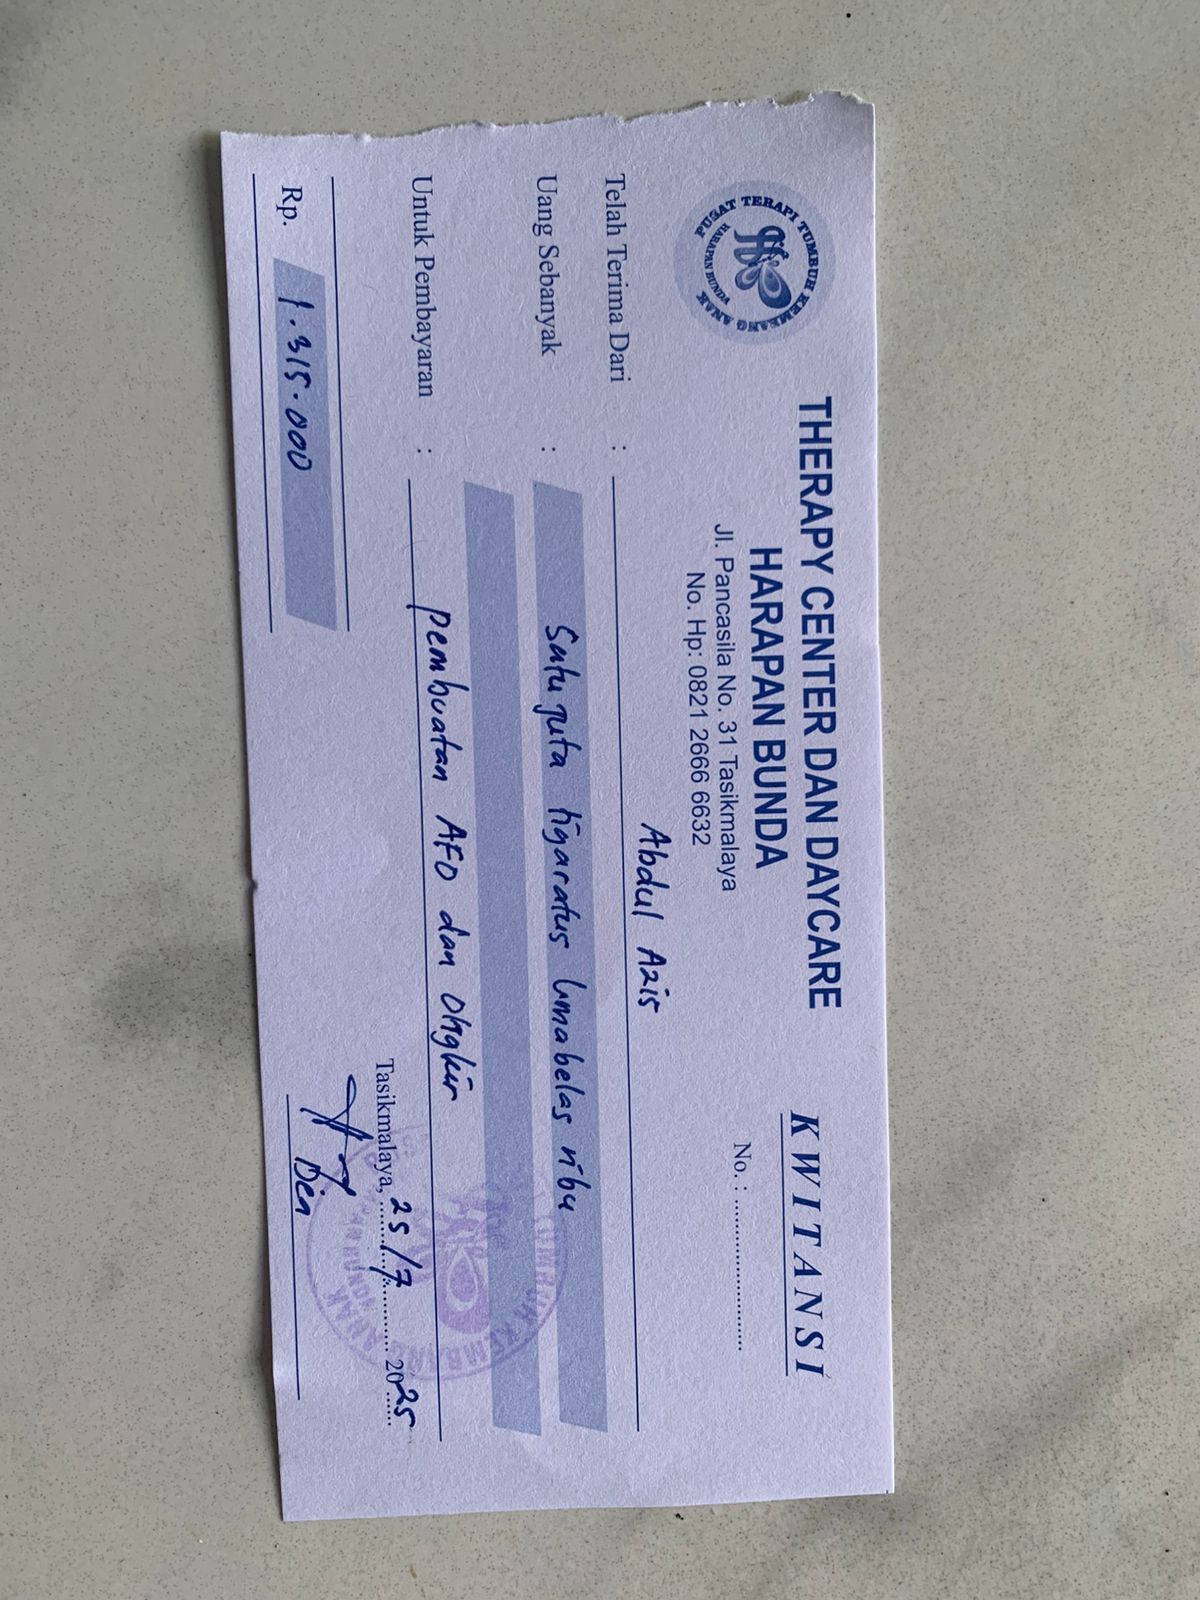 PUSAT TERAPI TUMBUH KEMBANG ANAK
HARAPAN BUNDA
THERAPY CENTER DAN DAYCARE
HARAPAN BUNDA
Jl. Pancasila No. 31 Tasikmalaya
No. Hp: 0821 2666 6632
KWITANSI
No. : ........................
Telah Terima Dari : Abdul Azis
Uang Sebanyak : Satu juta tigaratus limabelas ribu
Untuk Pembayaran : Pembuatan AFO dan Ongkir
Tasikmalaya, 25/7 2025
Rp. 1.315.000
Dea